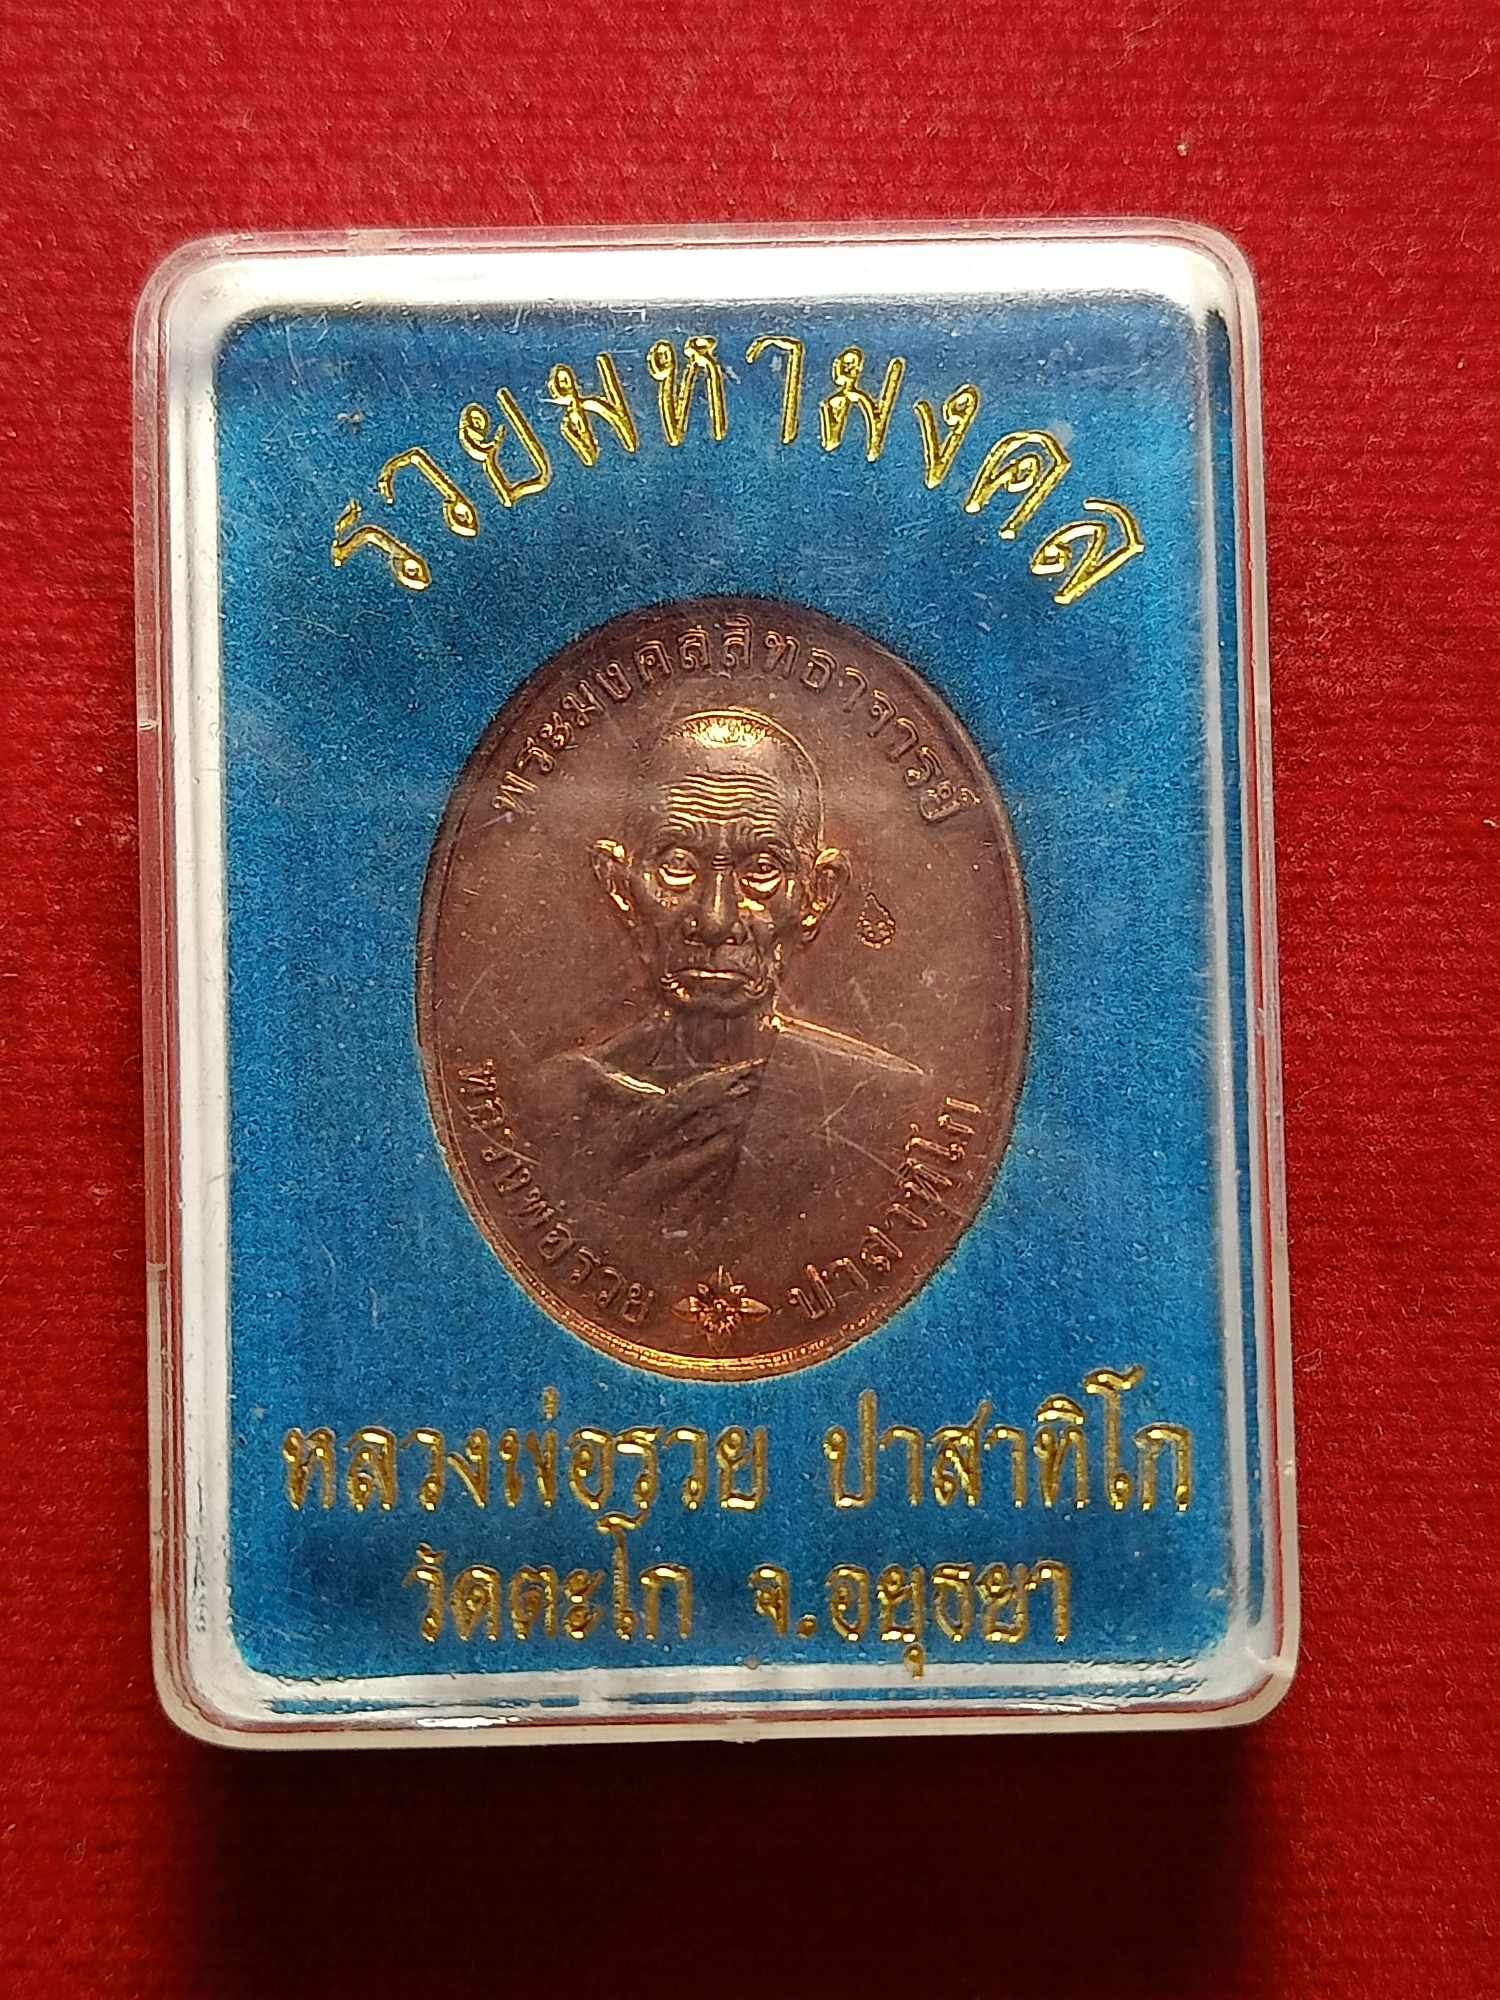 รวยมหามงคล
พระมงคลสิทธาจารย์
หลวงพ่อรวย ปาสาทิโก
หลวงพ่อรวย ปาสาทิโก
วัดตะโก จ.อยุธยา